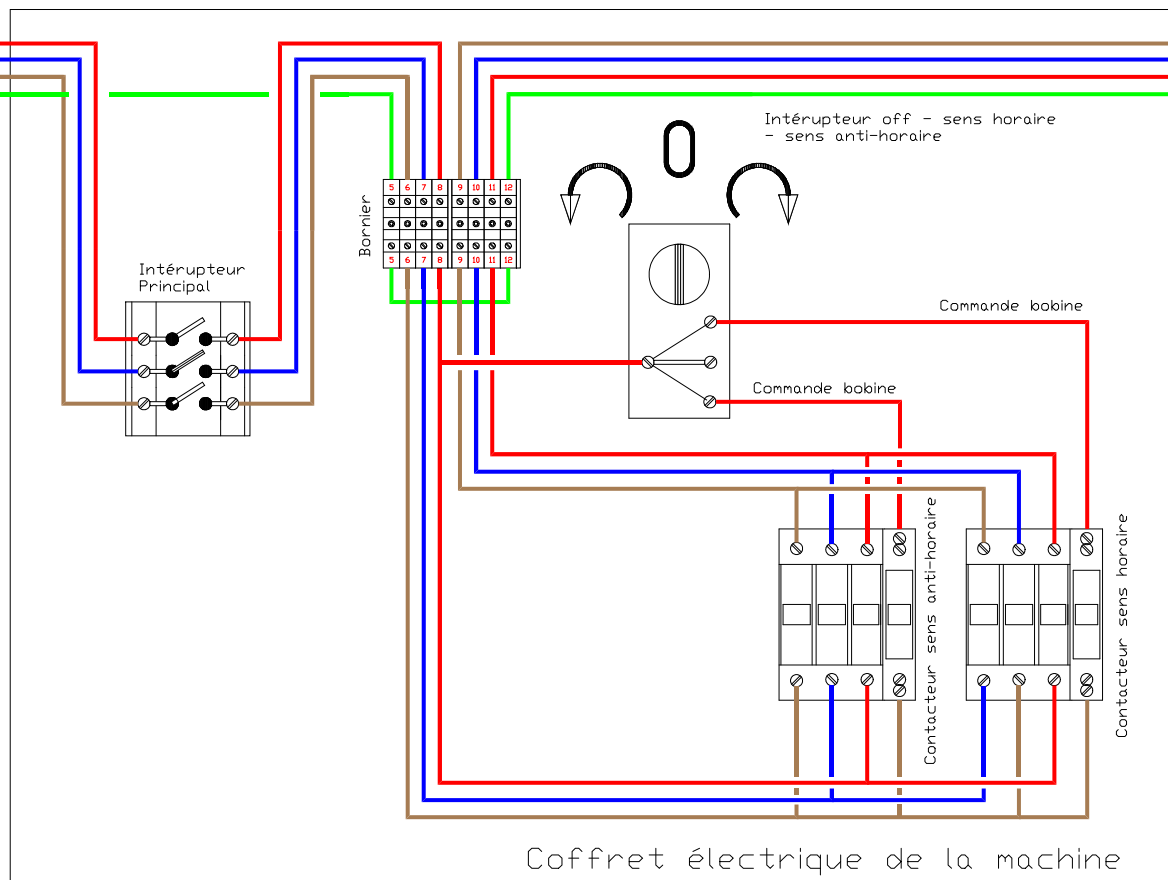 Intérupteur off - sens horaire
- sens anti-horaire
5 6 7 8 9 10 11 12
Bornier
5 6 7 8 9 10 11 12
Intérupteur
Principal
Commande bobine
Commande bobine
Contacteur sens anti-horaire
Contacteur sens horaire
Coffret électrique de la machine